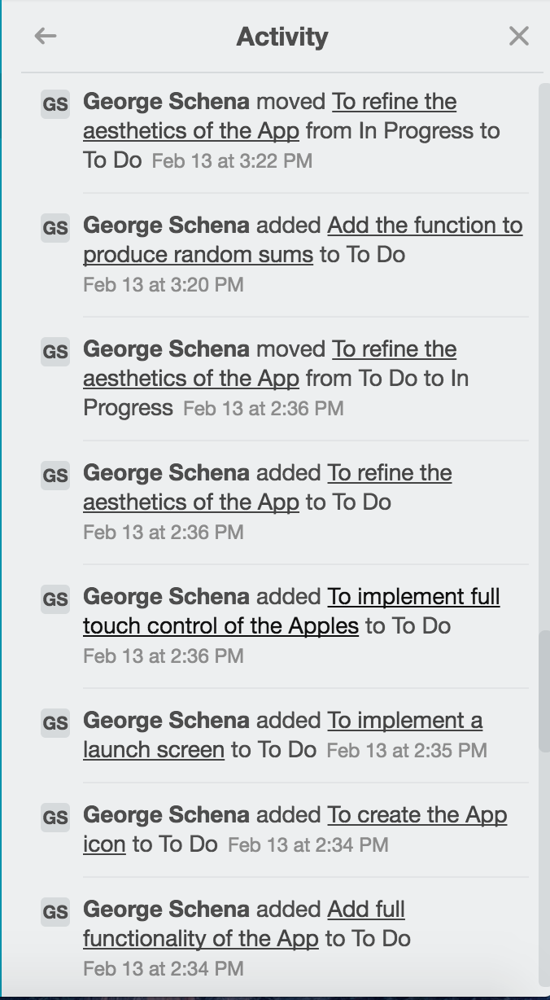 Activity
GS George Schena moved To refine the
aesthetics of the App from In Progress to
To Do Feb 13 at 3:22 PM
GS George Schena added Add the function to
produce random sums to To Do
Feb 13 at 3:20 PM
GS George Schena moved To refine the
aesthetics of the App from To Do to In
Progress Feb 13 at 2:36 PM
GS George Schena added To refine the
aesthetics of the App to To Do
Feb 13 at 2:36 PM
GS George Schena added To implement full
touch control of the Apples to To Do
Feb 13 at 2:36 PM
GS George Schena added To implement a
launch screen to To Do Feb 13 at 2:35 PM
GS George Schena added To create the App
icon to To Do Feb 13 at 2:34 PM
GS George Schena added Add full
functionality of the App to To Do
Feb 13 at 2:34 PM